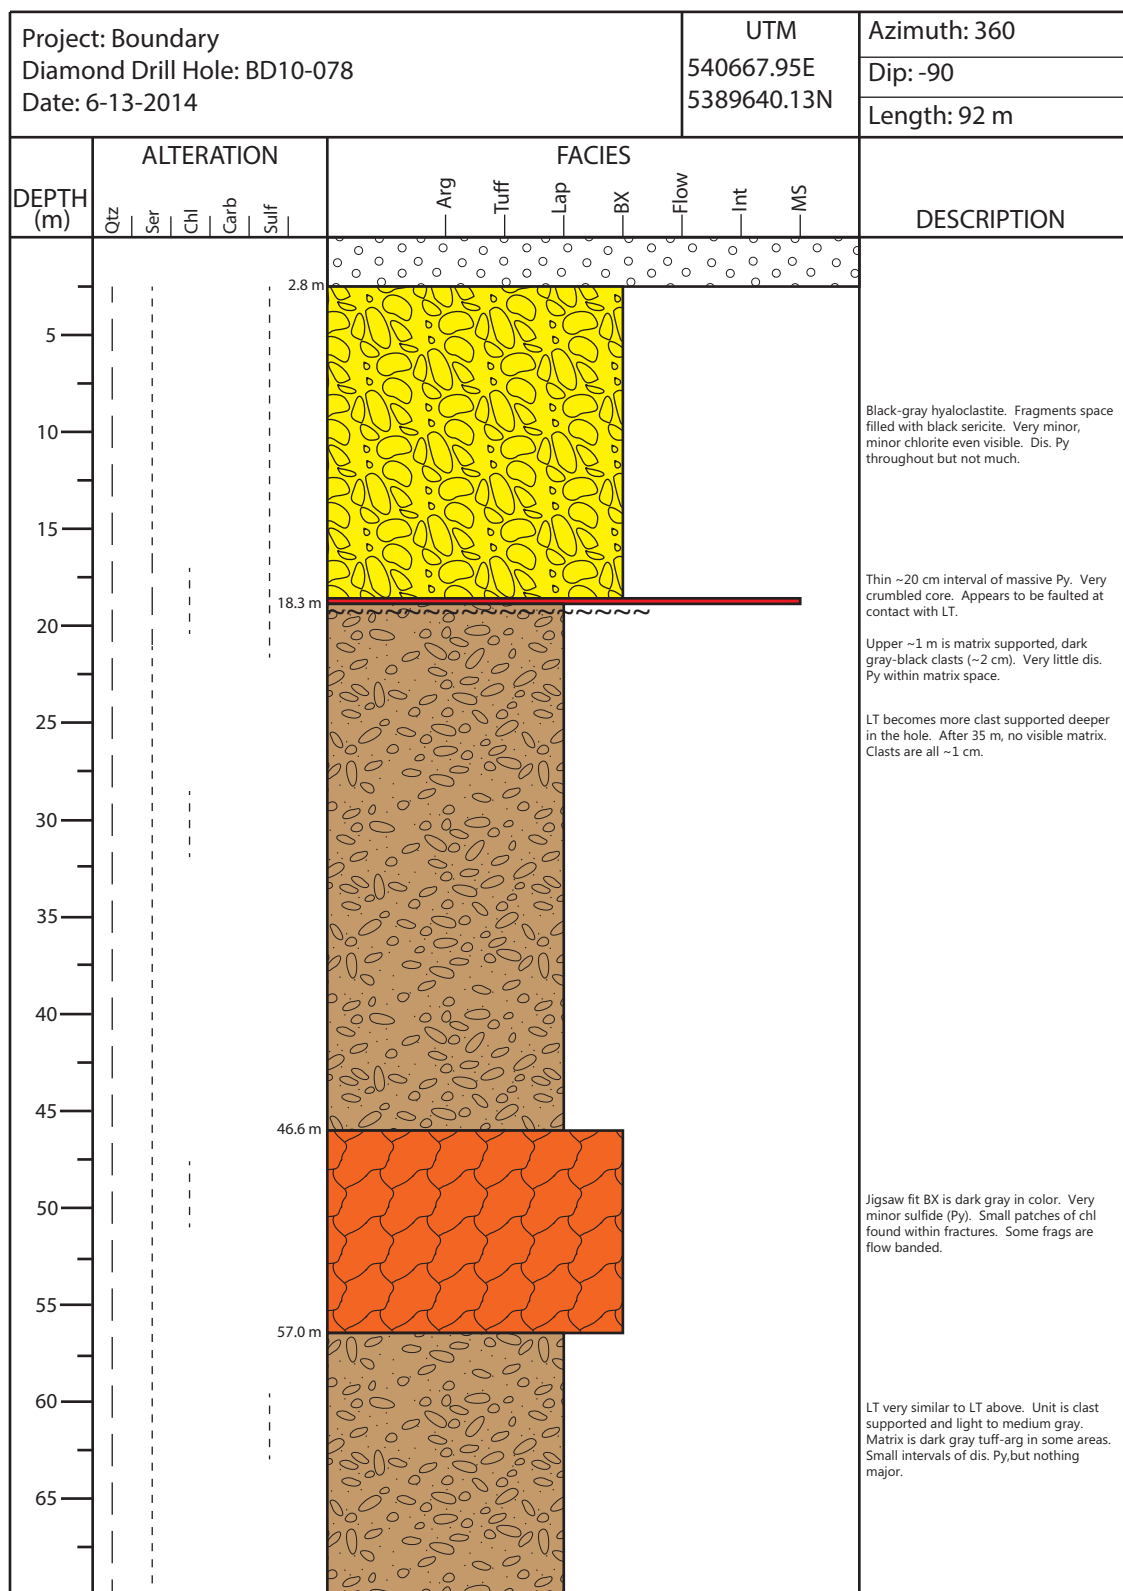 Project: Boundary
Diamond Drill Hole: BD10-078
Date: 6-13-2014
UTM
540667.95E
5389640.13N
Azimuth: 360
Dip: -90
Length: 92 m
DEPTH
(m)
ALTERATION
Qtz
Ser
Chl
Carb
Sulf
FACIES
Arg
Tuff
Lap
BX
Flow
Int
MS
DESCRIPTION
2.8 m
5
10
Black-gray hyaloclastite. Fragments space
filled with black sericite. Very minor,
minor chlorite even visible. Dis. Py
throughout but not much.
15
Thin ~20 cm interval of massive Py. Very
crumbled core. Appears to be faulted at
contact with LT.
18.3 m
20
Upper ~1 m is matrix supported, dark
gray-black clasts (~2 cm). Very little dis.
Py within matrix space.
25
LT becomes more clast supported deeper
in the hole. After 35 m, no visible matrix.
Clasts are all ~1 cm.
30
35
40
45
46.6 m
50
Jigsaw fit BX is dark gray in color. Very
minor sulfide (Py). Small patches of chl
found within fractures. Some frags are
flow banded.
55
57.0 m
60
LT very similar to LT above. Unit is clast
supported and light to medium gray.
Matrix is dark gray tuff-arg in some areas.
Small intervals of dis. Py,but nothing
major.
65